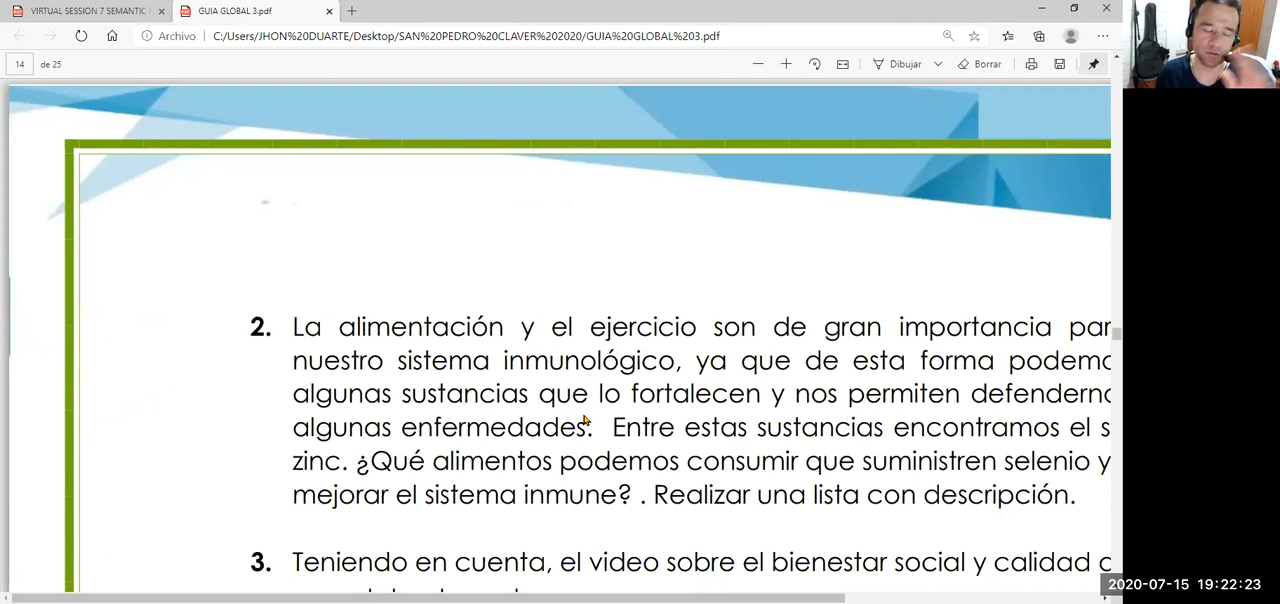 VIRTUAL SESSION 7 SEMANTIC
GUIA GLOBAL 3.pdf
Archivo C:/Users/JHON%20DUARTE/Desktop/SAN%20PEDRO%20CLAVER%202020/GUIA%20GLOBAL%203.pdf
14 de 25 Dibujar Borrar
2. La alimentación y el ejercicio son de gran importancia
nuestro sistema inmunológico, ya que de esta forma
algunas sustancias que lo fortalecen y nos permiten
algunas enfermedades. Entre estas sustancias encontramos el
zinc. ¿Qué alimentos podemos consumir que suministren selenio y
mejorar el sistema inmune? . Realizar una lista con descripción.
3. Teniendo en cuenta, el video sobre el bienestar social y calidad
2020-07-15 19:22:23